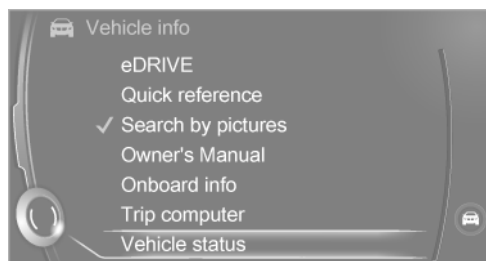 Vehicle info
eDRIVE
Quick reference
Search by pictures
Owner's Manual
Onboard info
Trip computer
Vehicle status